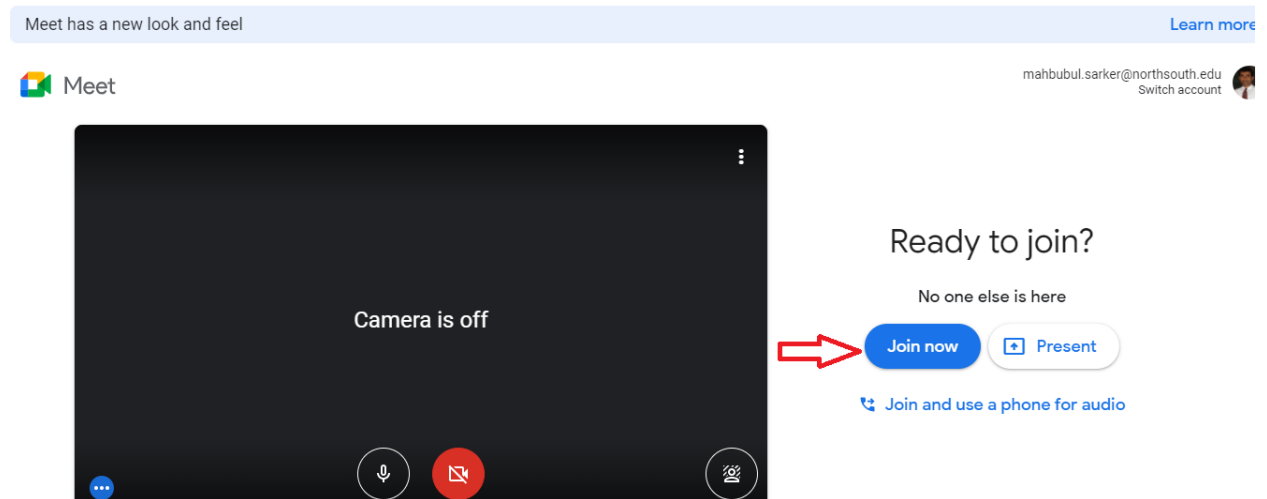 Meet has a new look and feel
Learn more
Meet
mahbubul.sarker@northsouth.edu
Switch account
Camera is off
Ready to join?
No one else is here
Join now
Present
Join and use a phone for audio